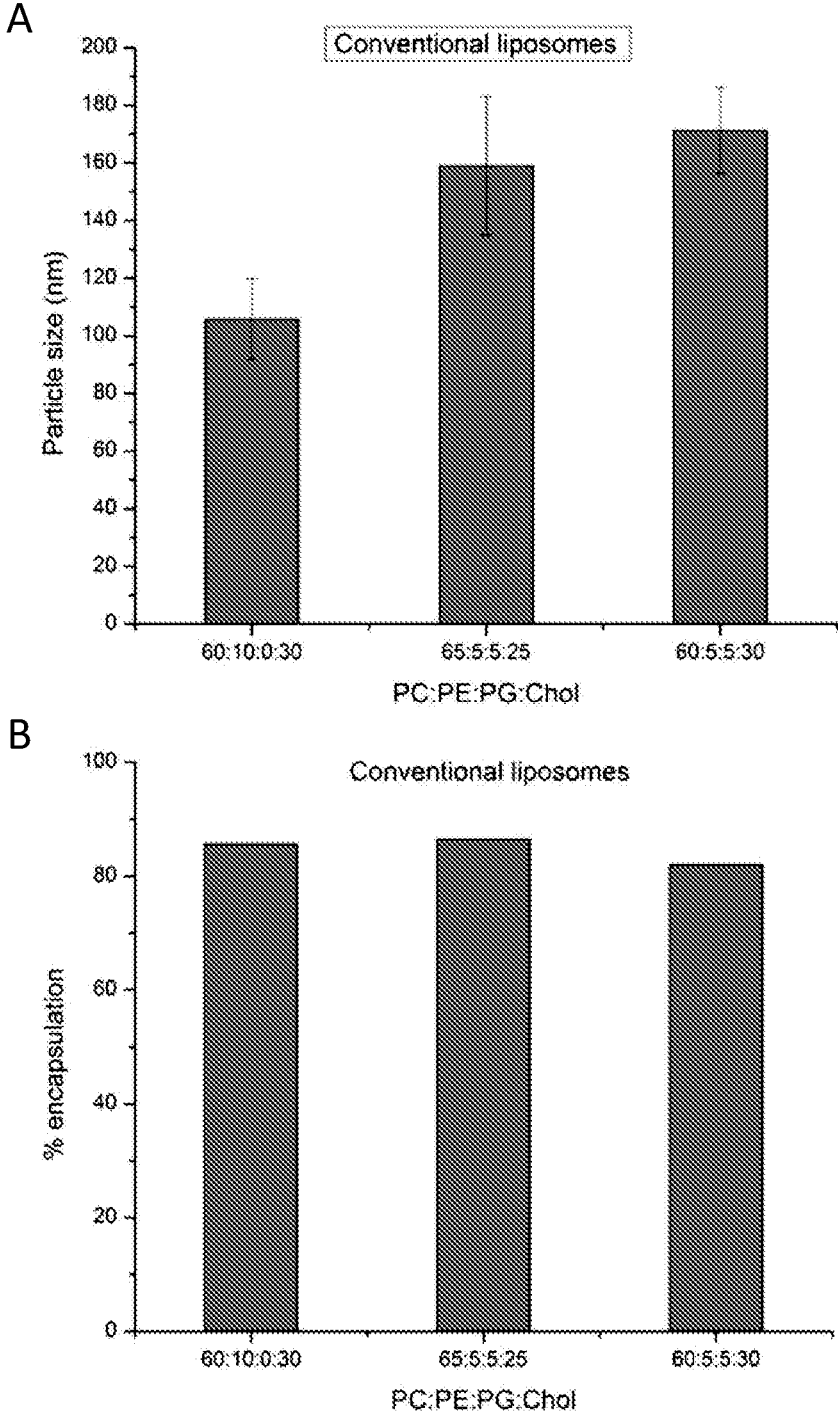 A
Conventional liposomes
200
180
160
140
120
100
80
60
40
20
0
Particle size (nm)
60:10:0:30 65:5:5:25 60:5:5:30
PC:PE:PG:Chol
B
Conventional liposomes
100
80
60
40
20
0
% encapsulation
60:10:0:30 65:5:5:25 60:5:5:30
PC:PE:PG:Chol